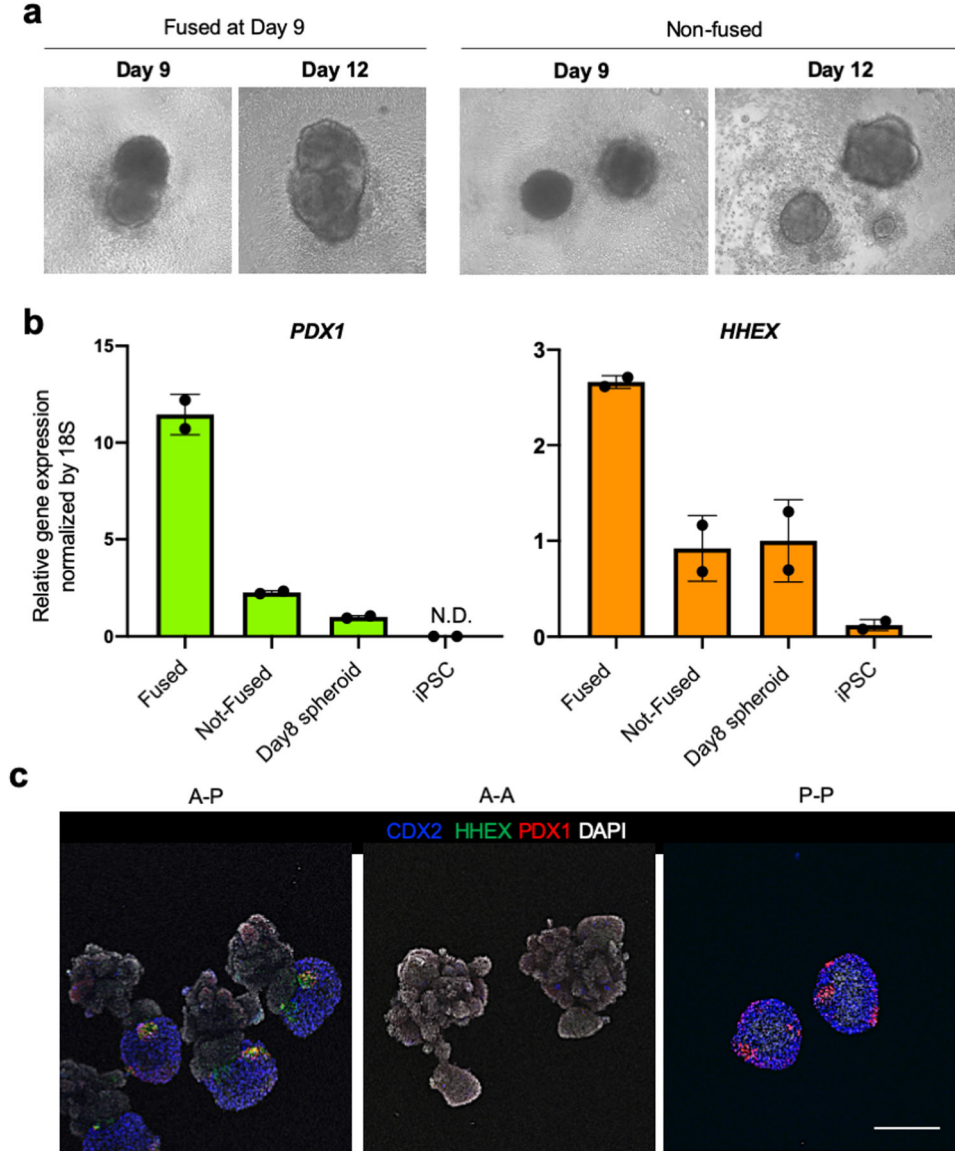 a
Fused at Day 9
Non-fused
Day 9
Day 12
Day 9
Day 12
b
PDX1
HHEX
Relative gene expression
normalized by 18S
15
10
5
0
N.D.
Fused
Not-Fused
Day8 spheroid
iPSC
3
2
1
0
Fused
Not-Fused
Day8 spheroid
iPSC
c
A-P
A-A
P-P
CDX2 HHEX PDX1 DAPI